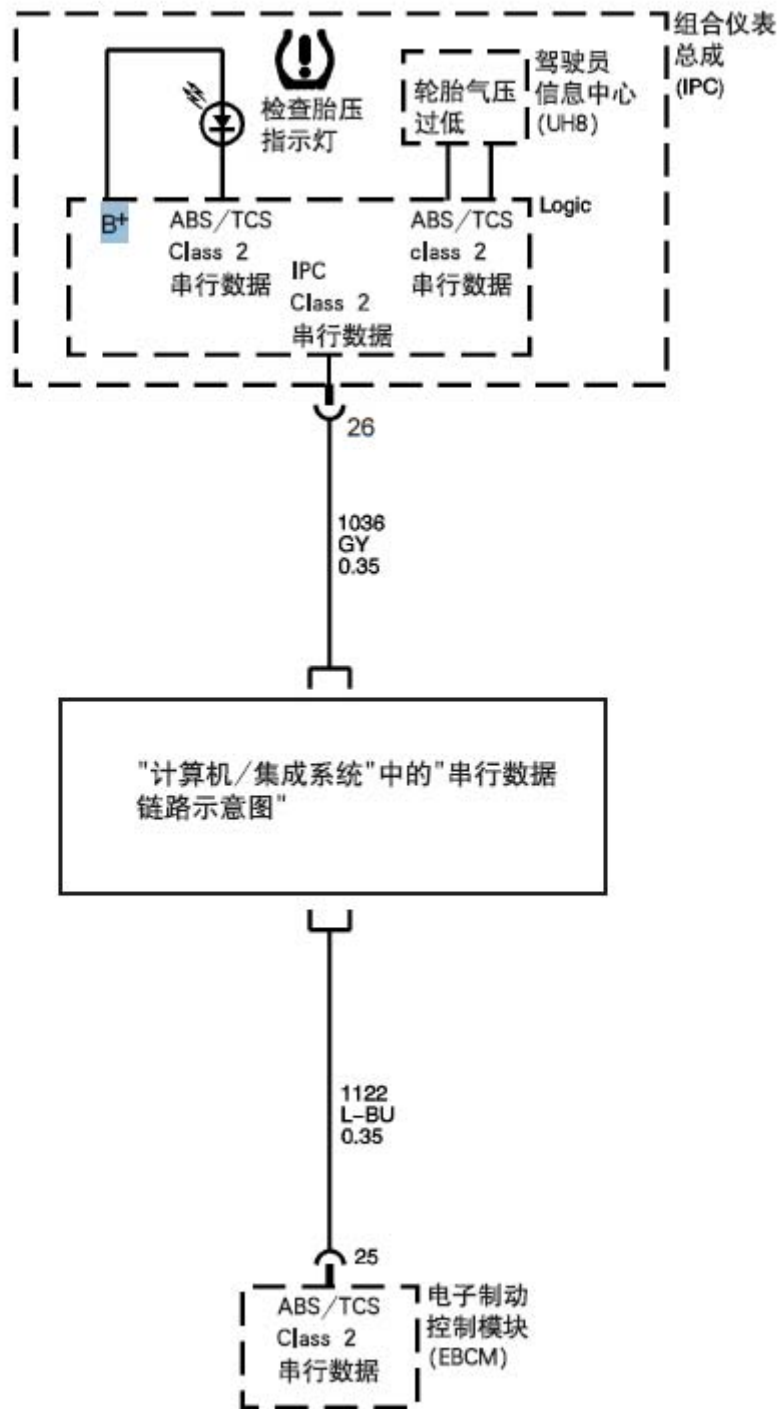 组合仪表
总成
(IPC)
检查胎压
指示灯
轮胎气压
过低
驾驶员
信息中心
(UH8)
Logic
B+
ABS/TCS
Class 2
串行数据
IPC
Class 2
串行数据
ABS/TCS
class 2
串行数据
26
1036
GY
0.35
"计算机/集成系统"中的"串行数据
链路示意图"
1122
L-BU
0.35
25
ABS/TCS
Class 2
串行数据
电子制动
控制模块
(EBCM)